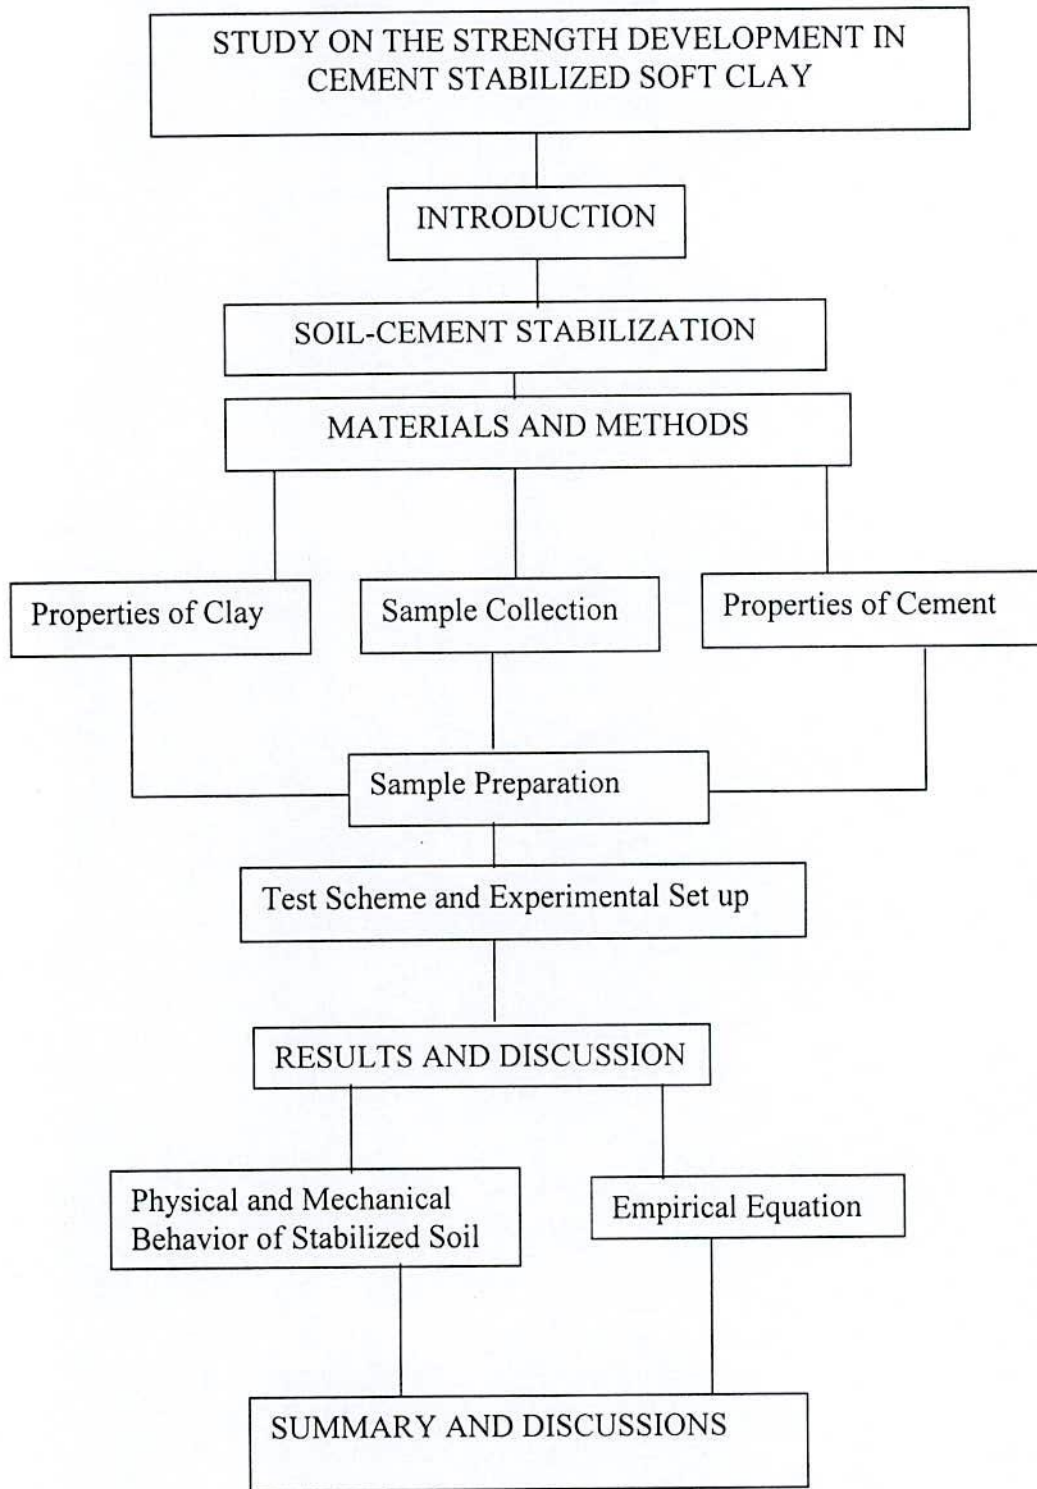 STUDY ON THE STRENGTH DEVELOPMENT IN
CEMENT STABILIZED SOFT CLAY
INTRODUCTION
SOIL-CEMENT STABILIZATION
MATERIALS AND METHODS
Properties of Clay
Sample Collection
Properties of Cement
Sample Preparation
Test Scheme and Experimental Set up
RESULTS AND DISCUSSION
Physical and Mechanical
Behavior of Stabilized Soil
Empirical Equation
SUMMARY AND DISCUSSIONS